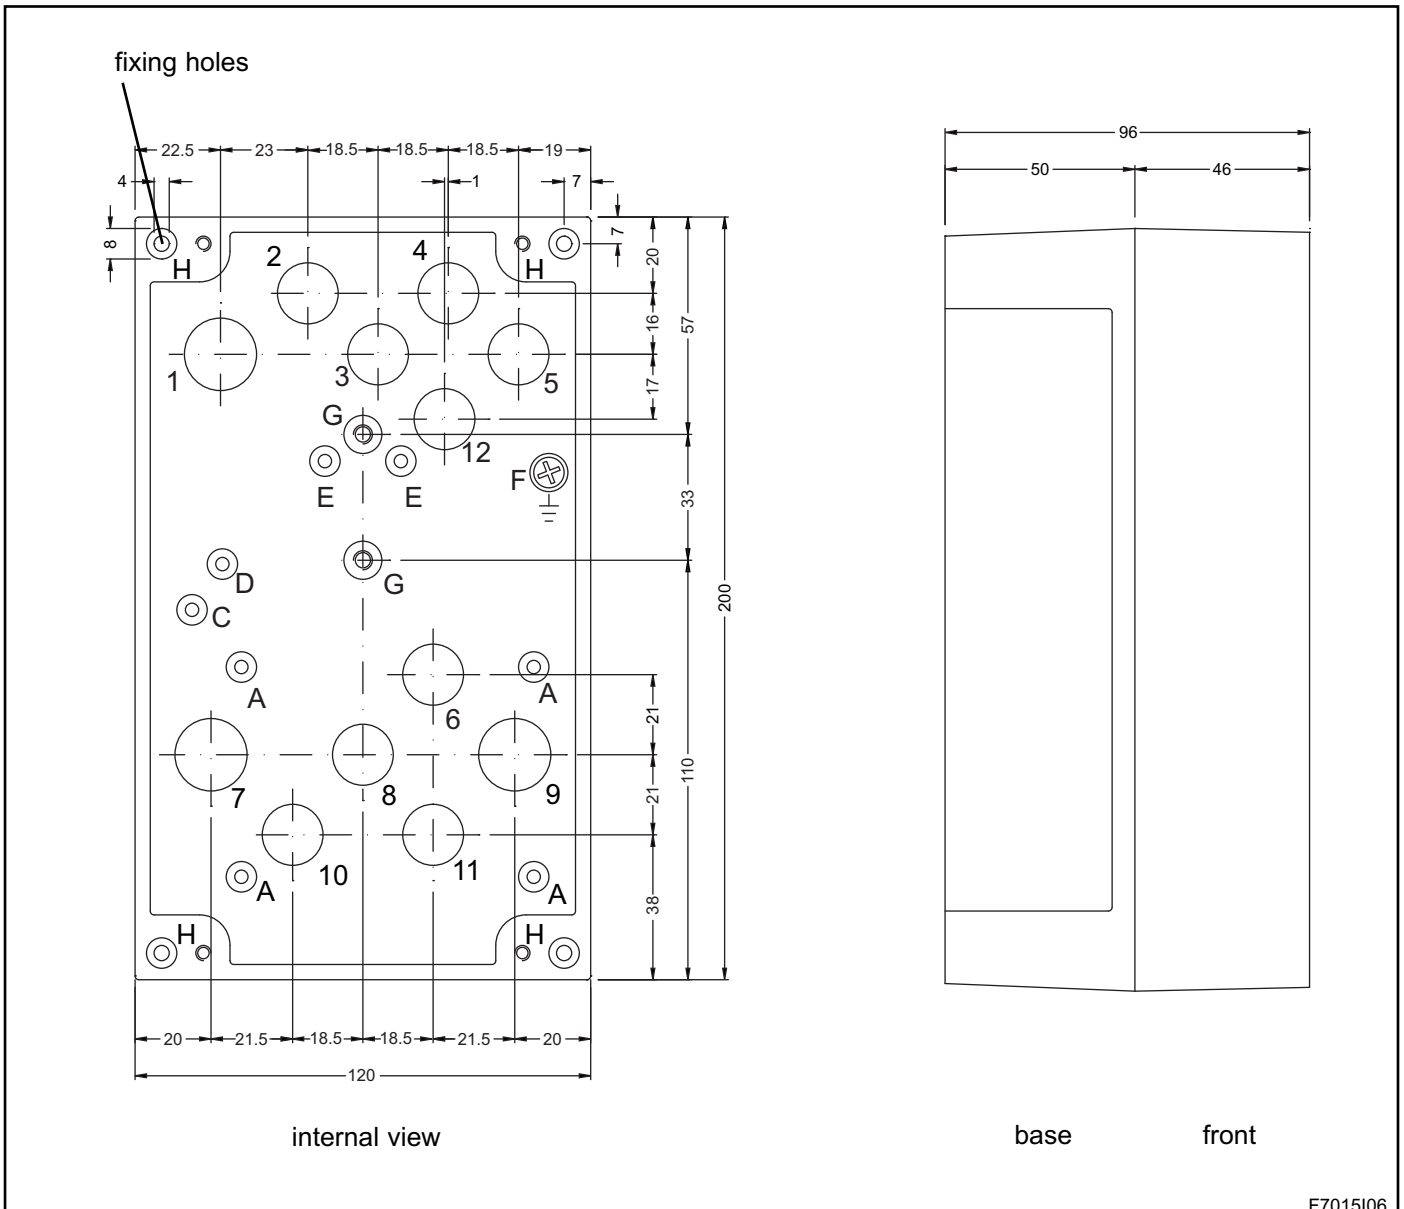 fixing holes
96
22.5 23 18.5 18.5 18.5 19
50 46
4 1 7
8 7
H 2 4 H 20
16 57
1 3 5
17
G
12
E E F
33
D G
C 200
A A
6 21
110
7 8 9 21
10 11
A A
38
H H
20 21.5 18.5 18.5 21.5 20
120
internal view base front
F7015I06